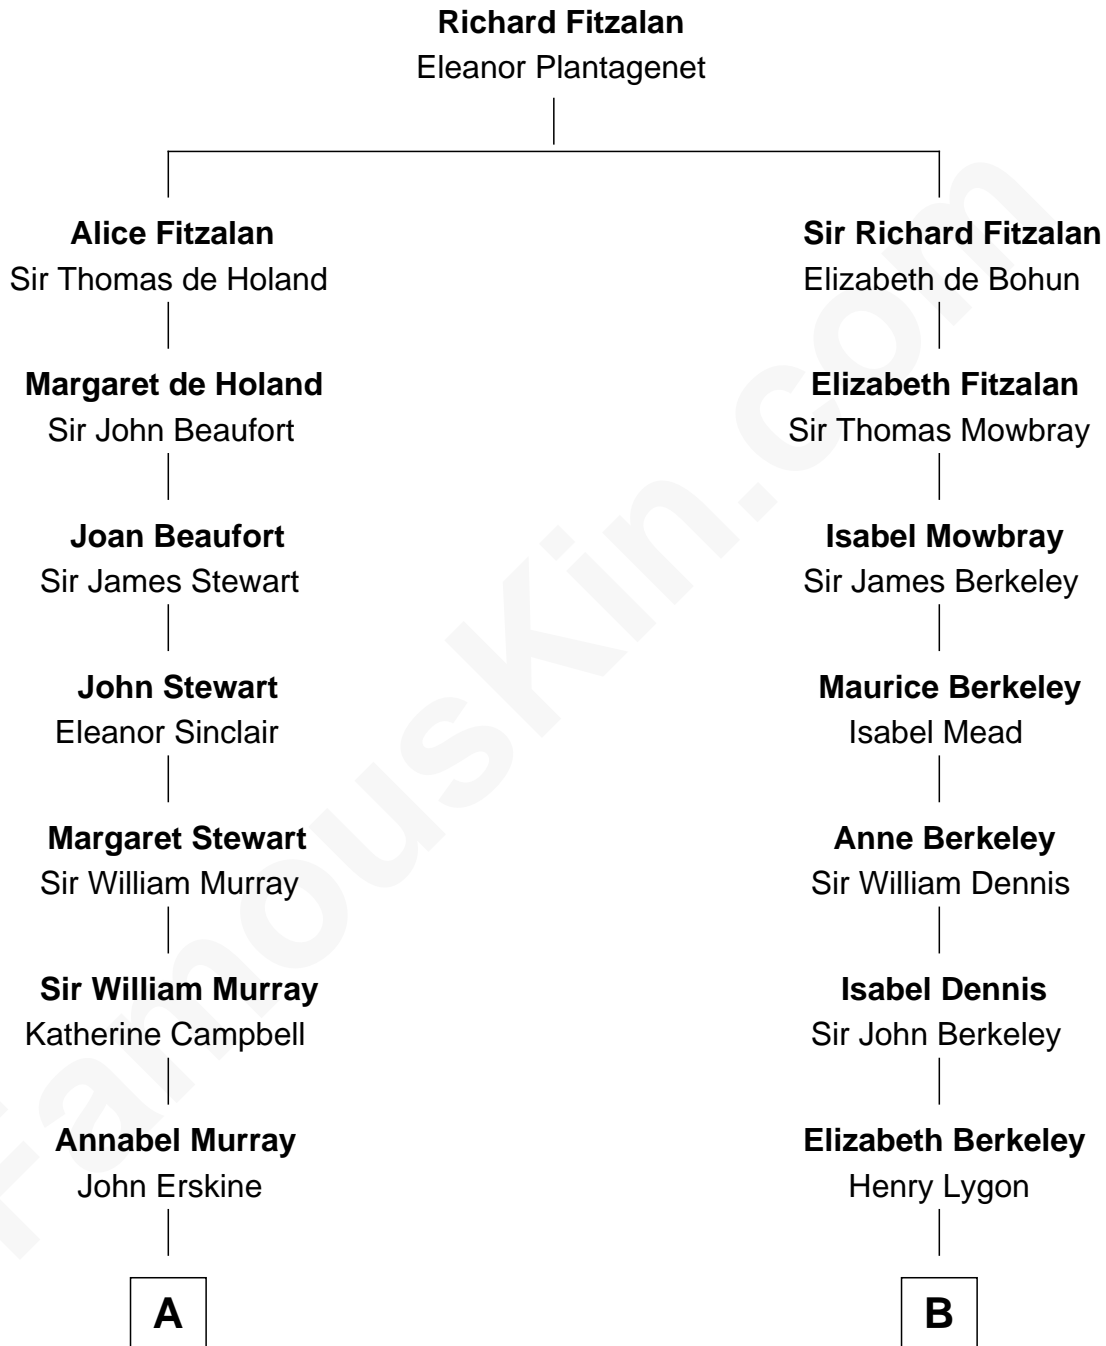 Richard Fitzalan
Eleanor Plantagenet
Alice Fitzalan
Sir Thomas de Holand
Sir Richard Fitzalan
Elizabeth de Bohun
Margaret de Holand
Sir John Beaufort
Elizabeth Fitzalan
Sir Thomas Mowbray
Joan Beaufort
Sir James Stewart
Isabel Mowbray
Sir James Berkeley
John Stewart
Eleanor Sinclair
Maurice Berkeley
Isabel Mead
Margaret Stewart
Sir William Murray
Anne Berkeley
Sir William Dennis
Sir William Murray
Katherine Campbell
Isabel Dennis
Sir John Berkeley
Annabel Murray
John Erskine
Elizabeth Berkeley
Henry Lygon
A
B
FamousKin.com